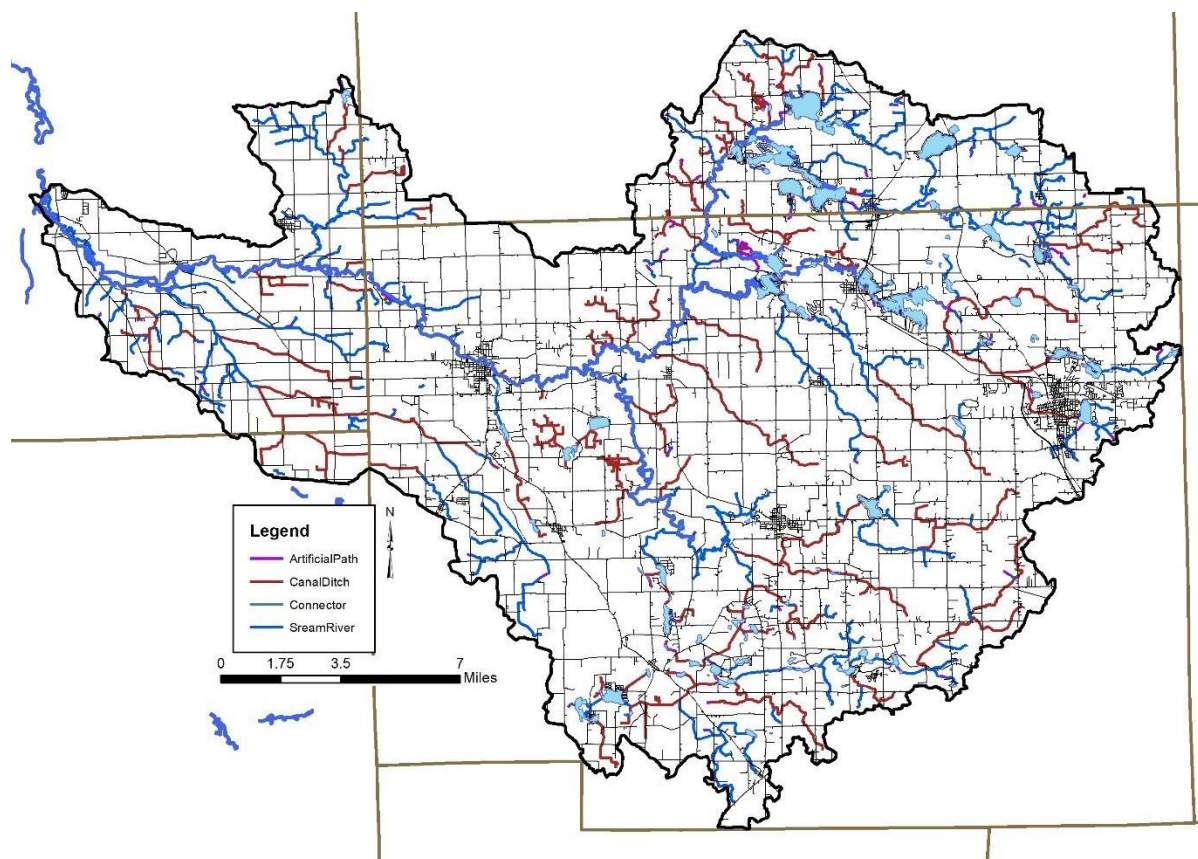 N
Legend
ArtificialPath
CanalDitch
Connector
SreamRiver
0 1.75 3.5 7
Miles